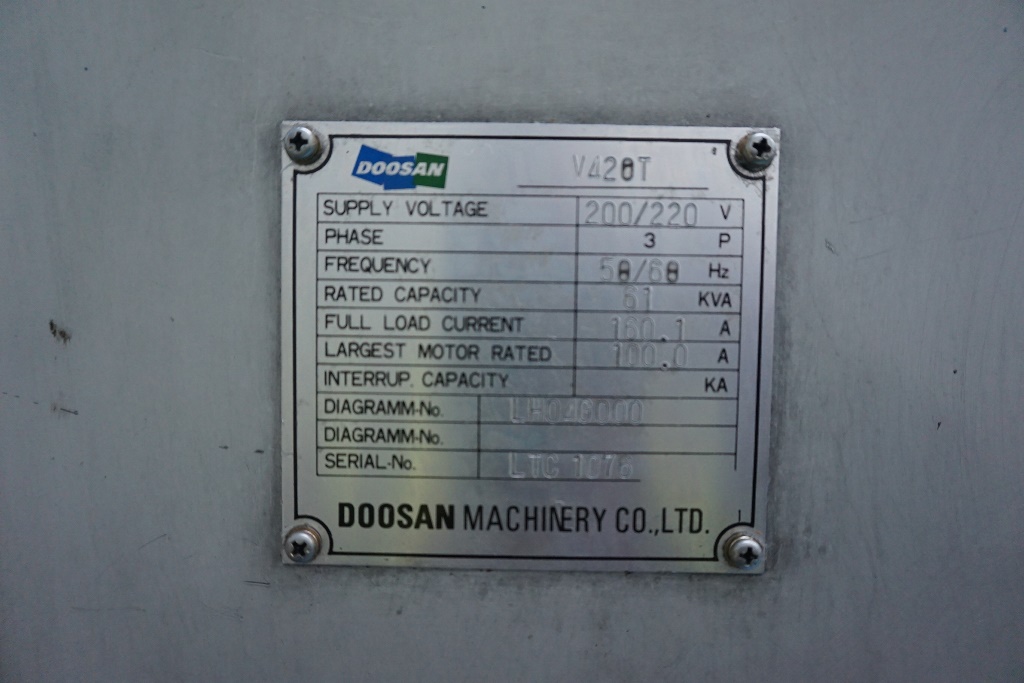 DOOSAN V420T
SUPPLY VOLTAGE 200/220 V
PHASE 3 P
FREQUENCY 50/60 Hz
RATED CAPACITY 61 KVA
FULL LOAD CURRENT 160.1 A
LARGEST MOTOR RATED 100.0 A
INTERRUP. CAPACITY KA
DIAGRAMM-No.
DIAGRAMM-No.
SERIAL-No. LTC
DOOSAN MACHINERY CO.,LTD.